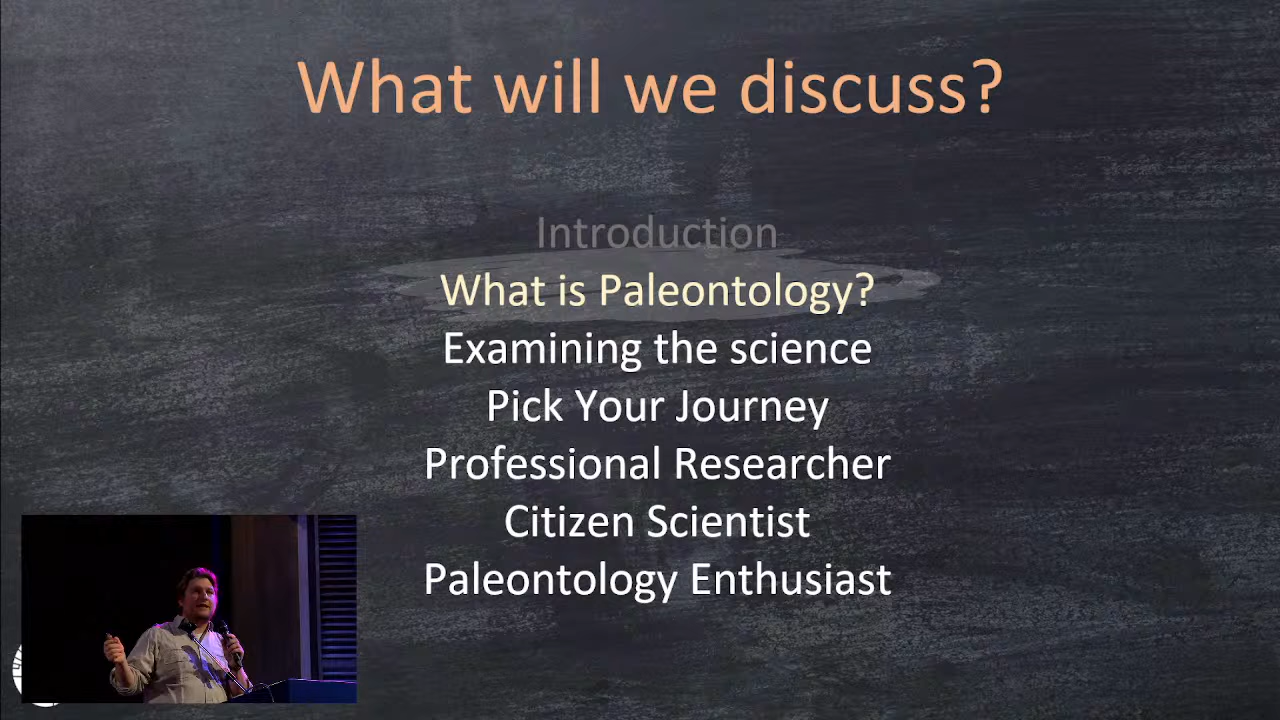 What will we discuss?
Introduction
What is Paleontology?
Examining the science
Pick Your Journey
Professional Researcher
Citizen Scientist
Paleontology Enthusiast